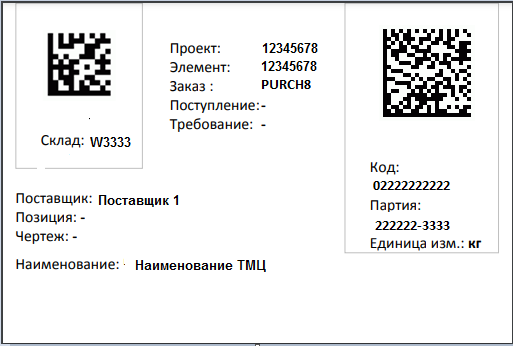 Склад: W3333
Проект: 12345678
Элемент: 12345678
Заказ : PURCH8
Поступление:-
Требование: -
Код:
02222222222
Партия:
222222-3333
Единица изм.: кг
Поставщик: Поставщик 1
Позиция: -
Чертеж: -
Наименование: Наименование ТМЦ